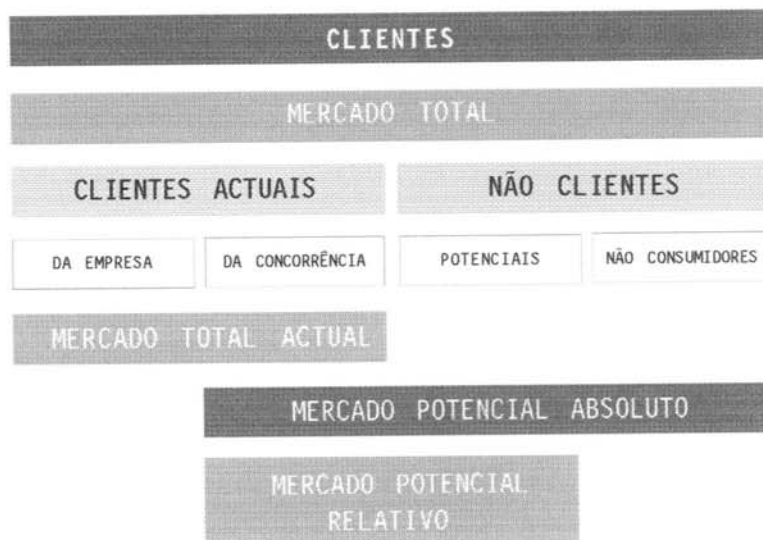 CLIENTES
MERCADO TOTAL
CLIENTES ACTUAIS
NÃO CLIENTES
DA EMPRESA
DA CONCORRÊNCIA
POTENCIAIS
NÃO CONSUMIDORES
MERCADO TOTAL ACTUAL
MERCADO POTENCIAL ABSOLUTO
MERCADO POTENCIAL
RELATIVO